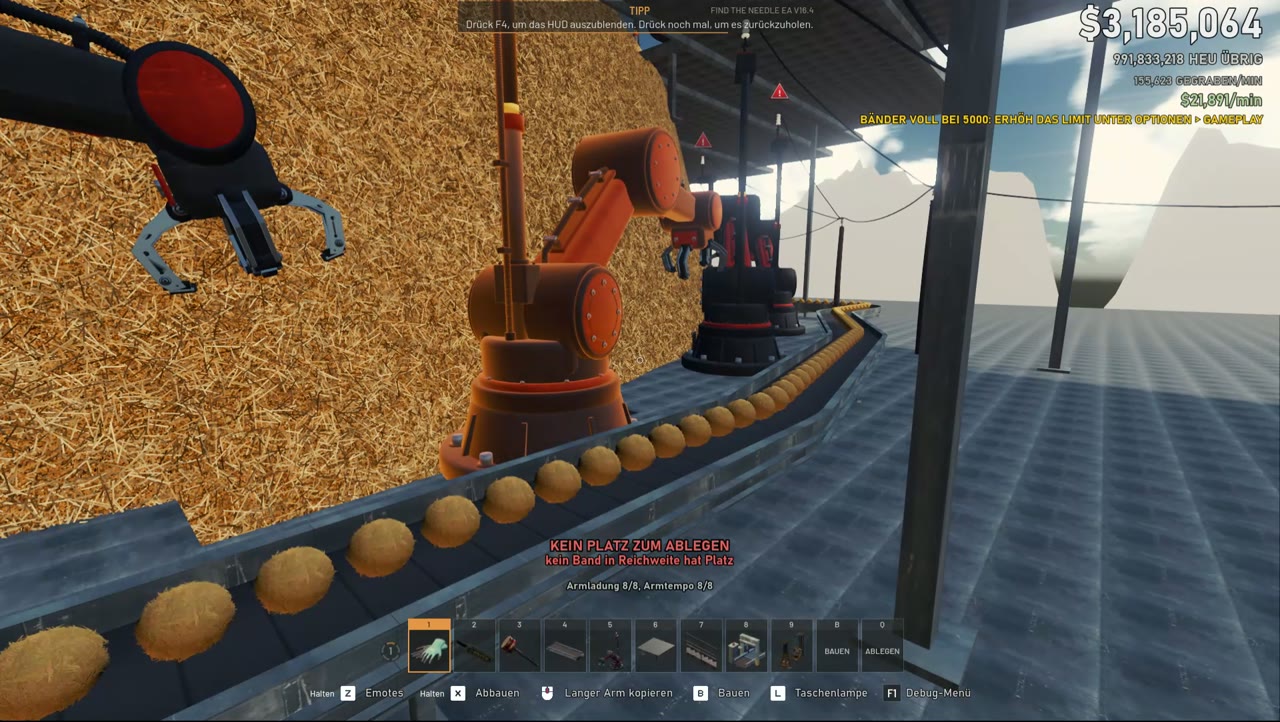 TIPP
FIND THE NEEDLE EA V16.4
Drück F4, um das HUD auszublenden. Drück noch mal, um es zurückzuholen.
$3,185,064
991,833,218 HEU ÜBRIG
155,623 GEGRABEN/MIN
$21,891/min
BÄNDER VOLL BEI 5000: ERHÖH DAS LIMIT UNTER OPTIONEN > GAMEPLAY
KEIN PLATZ ZUM ABLEGEN
kein Band in Reichweite hat Platz
Armladung 8/8, Armtempo 8/8
1 2 3 4 5 6 7 8 9 B 0
T BAUEN ABLEGEN
Halten Z Emotes Halten X Abbauen Langer Arm kopieren B Bauen L Taschenlampe F1 Debug-Menü